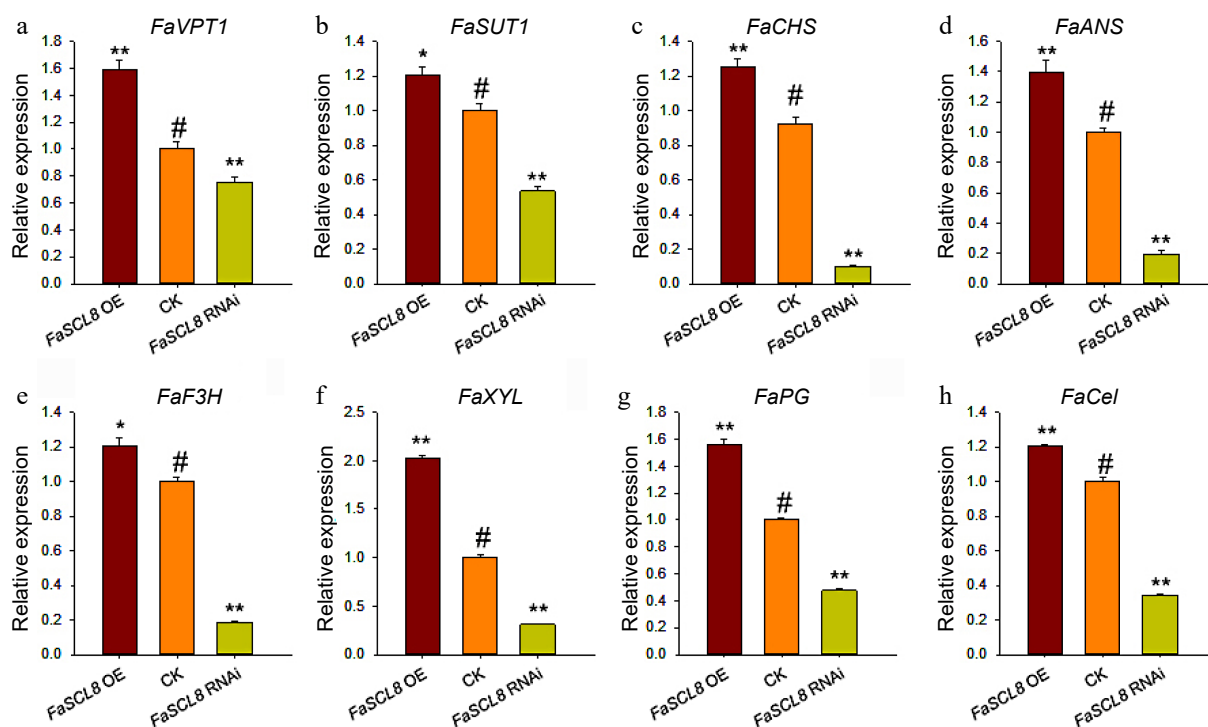 a FaVPT1
Relative expression
1.8
1.6
1.4
1.2
1.0
0.8
0.6
0.4
0.2
0.0
**
#
**
FaSCL8 OE
CK
FaSCL8 RNAi
b FaSUT1
Relative expression
1.4
1.2
1.0
0.8
0.6
0.4
0.2
0.0
*
#
**
FaSCL8 OE
CK
FaSCL8 RNAi
c FaCHS
Relative expression
1.4
1.2
1.0
0.8
0.6
0.4
0.2
0.0
**
#
**
FaSCL8 OE
CK
FaSCL8 RNAi
d FaANS
Relative expression
1.6
1.4
1.2
1.0
0.8
0.6
0.4
0.2
0.0
**
#
**
FaSCL8 OE
CK
FaSCL8 RNAi
e FaF3H
Relative expression
1.4
1.2
1.0
0.8
0.6
0.4
0.2
0.0
*
#
**
FaSCL8 OE
CK
FaSCL8 RNAi
f FaXYL
Relative expression
2.5
2.0
1.5
1.0
0.5
0.0
**
#
**
FaSCL8 OE
CK
FaSCL8 RNAi
g FaPG
Relative expression
1.8
1.6
1.4
1.2
1.0
0.8
0.6
0.4
0.2
0.0
**
#
**
FaSCL8 OE
CK
FaSCL8 RNAi
h FaCel
Relative expression
1.4
1.2
1.0
0.8
0.6
0.4
0.2
0.0
**
#
**
FaSCL8 OE
CK
FaSCL8 RNAi